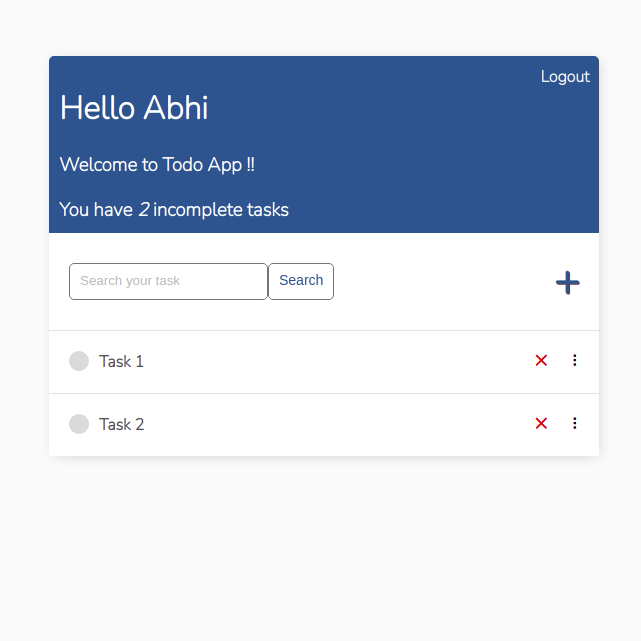 Logout
Hello Abhi
Welcome to Todo App !!
You have 2 incomplete tasks
Search your task Search
Task 1
Task 2